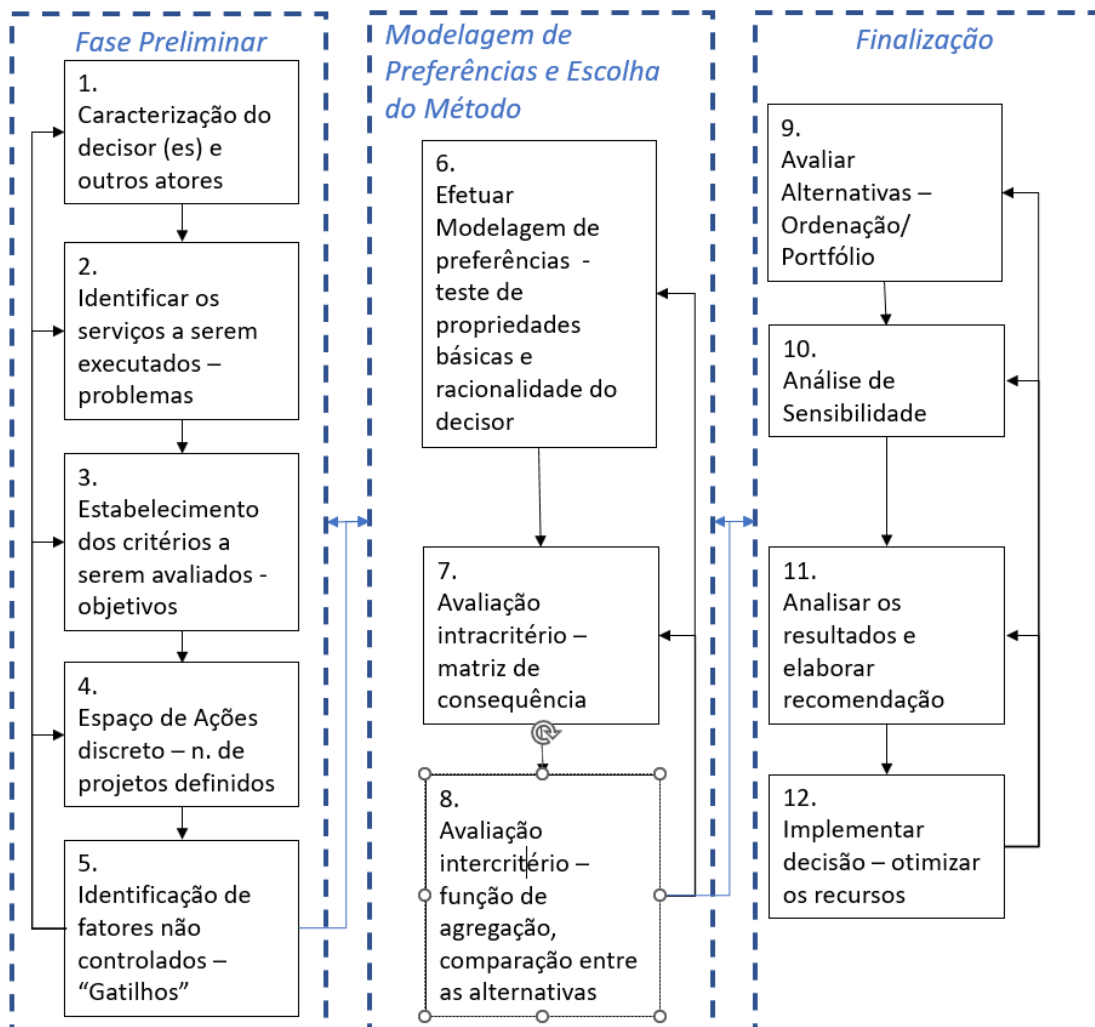 Fase Preliminar
1.
Caracterização do
decisor (es) e
outros atores
2.
Identificar os
serviços a serem
executados –
problemas
3.
Estabelecimento
dos critérios a
serem avaliados -
objetivos
4.
Espaço de Ações
discreto – n. de
projetos definidos
5.
Identificação de
fatores não
controlados –
“Gatilhos”
Modelagem de
Preferências e Escolha
do Método
6.
Efetuar
Modelagem de
preferências -
teste de
propriedades
básicas e
racionalidade do
decisor
7.
Avaliação
intracritério –
matriz de
consequência
8.
Avaliação
intercritério –
função de
agregação,
comparação entre
as alternativas
Finalização
9.
Avaliar
Alternativas –
Ordenação/
Portfólio
10.
Análise de
Sensibilidade
11.
Analisar os
resultados e
elaborar
recomendação
12.
Implementar
decisão – otimizar
os recursos